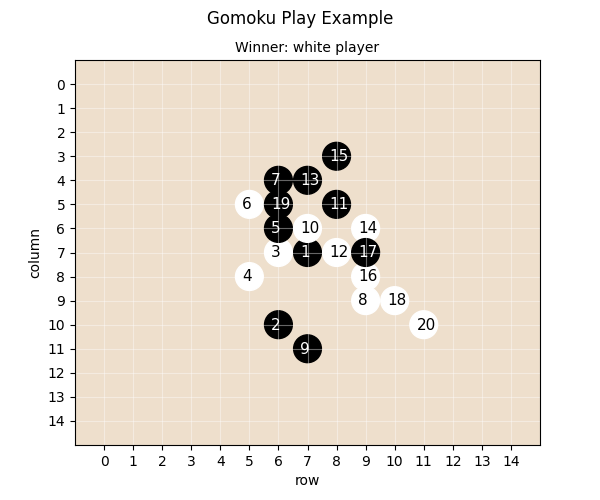 Gomoku Play Example
Winner: white player
0
1
2
3 15
4 7 13
5 6 19 11
6 5 10 14
7 3 1 12 17
8 4 16
9 8 18
10 2 20
11 9
12
13
14
column
0 1 2 3 4 5 6 7 8 9 10 11 12 13 14
row